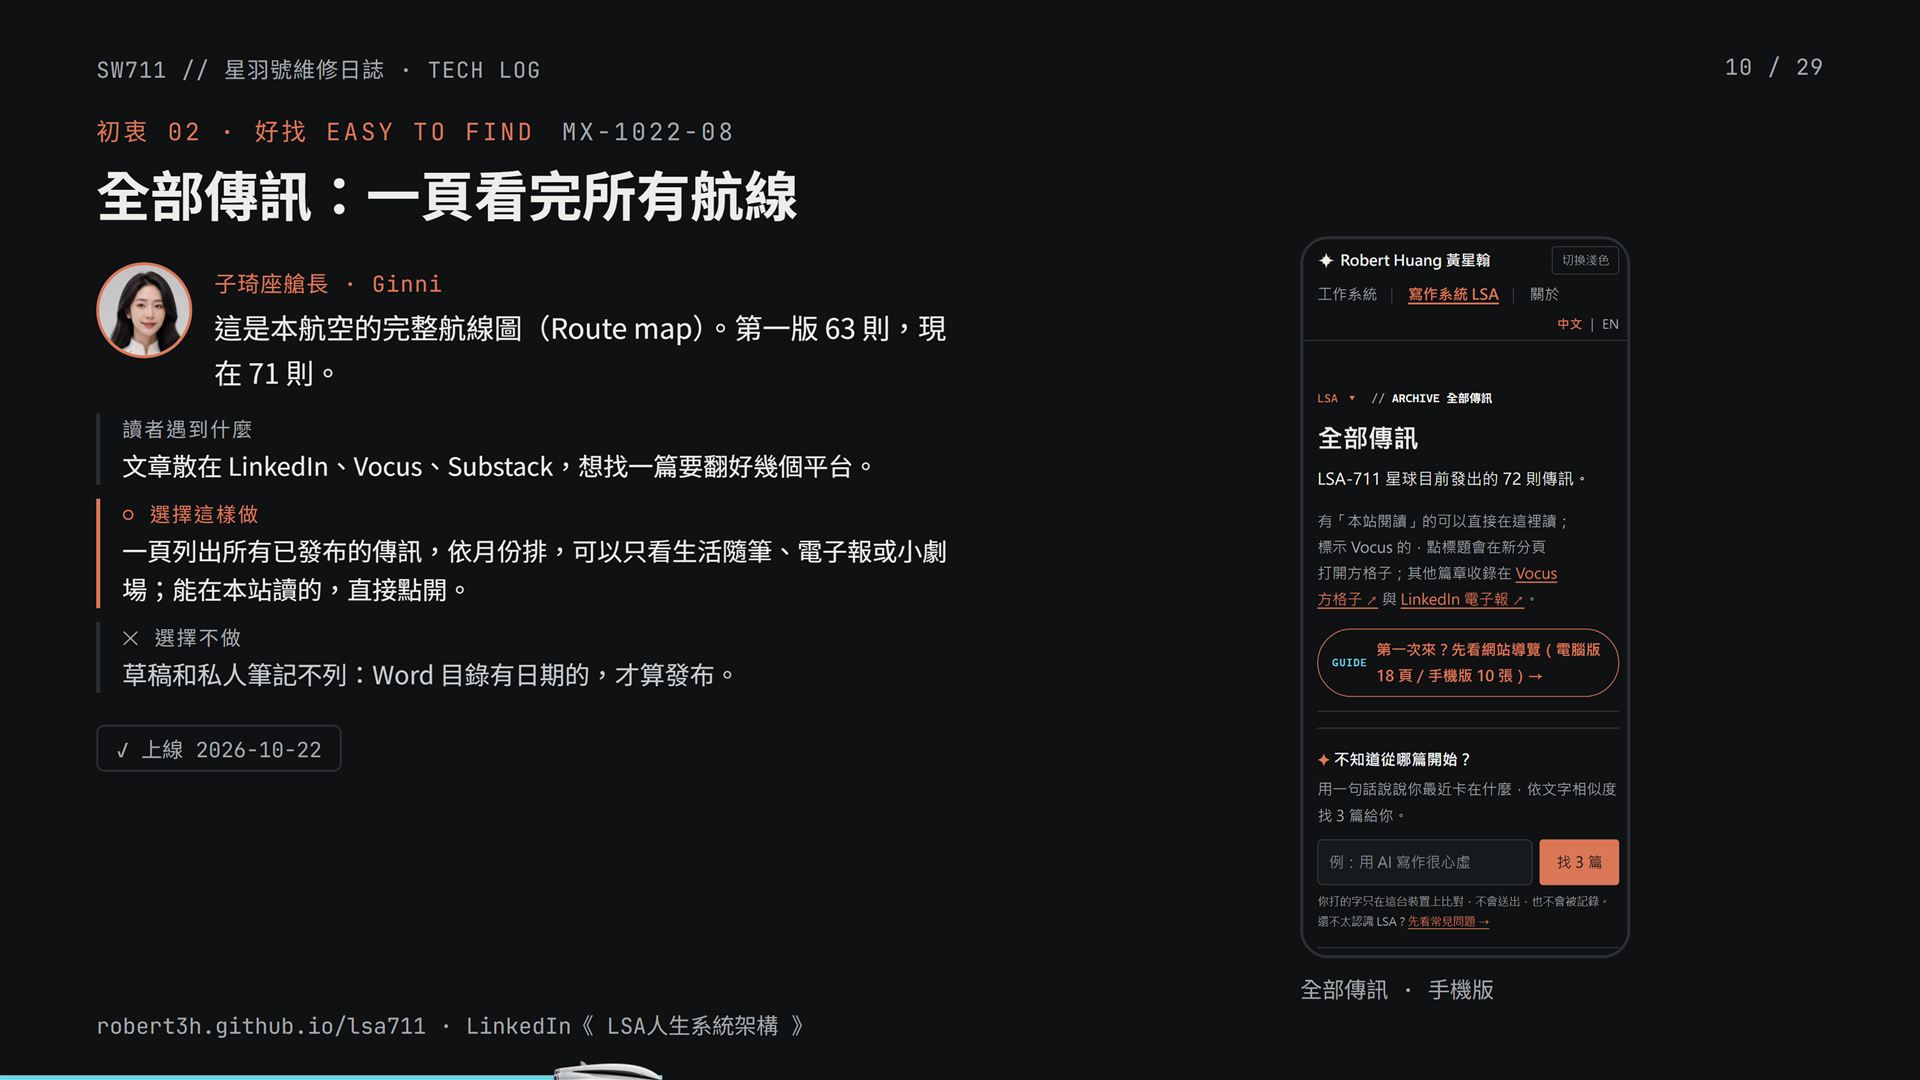 SW711 // 星羽號維修日誌 · TECH LOG
10 / 29
初衷 02 · 好找 EASY TO FIND MX-1022-08
全部傳訊：一頁看完所有航線
子琦座艙長 · Ginni
這是本航空的完整航線圖（Route map）。第一版 63 則，現
在 71 則。
讀者遇到什麼
文章散在 LinkedIn、Vocus、Substack，想找一篇要翻好幾個平台。
○ 選擇這樣做
一頁列出所有已發布的傳訊，依月份排，可以只看生活隨筆、電子報或小劇
場；能在本站讀的，直接點開。
× 選擇不做
草稿和私人筆記不列：Word 目錄有日期的，才算發布。
✓ 上線 2026-10-22
✦ Robert Huang 黃星翰
切換淺色
工作系統 | 寫作系統 LSA | 關於
中文 | EN
LSA ▼ // ARCHIVE 全部傳訊
全部傳訊
LSA-711 星球目前發出的 72 則傳訊。
有「本站閱讀」的可以直接在這裡讀；
標示 Vocus 的，點標題會在新分頁
打開方格子；其他篇章收錄在 Vocus
方格子 ↗ 與 LinkedIn 電子報 ↗。
GUIDE 第一次來？先看網站導覽（電腦版
18 頁 / 手機版 10 張）→
✦ 不知道從哪篇開始？
用一句話說說你最近卡在什麼，依文字相似度
找 3 篇給你。
例：用 AI 寫作很心虛
找 3 篇
你打的字只在這台裝置上比對，不會送出，也不會被記錄。
還不太認識 LSA？先看常見問題 →
全部傳訊 · 手機版
robert3h.github.io/lsa711 · LinkedIn《 LSA人生系統架構 》